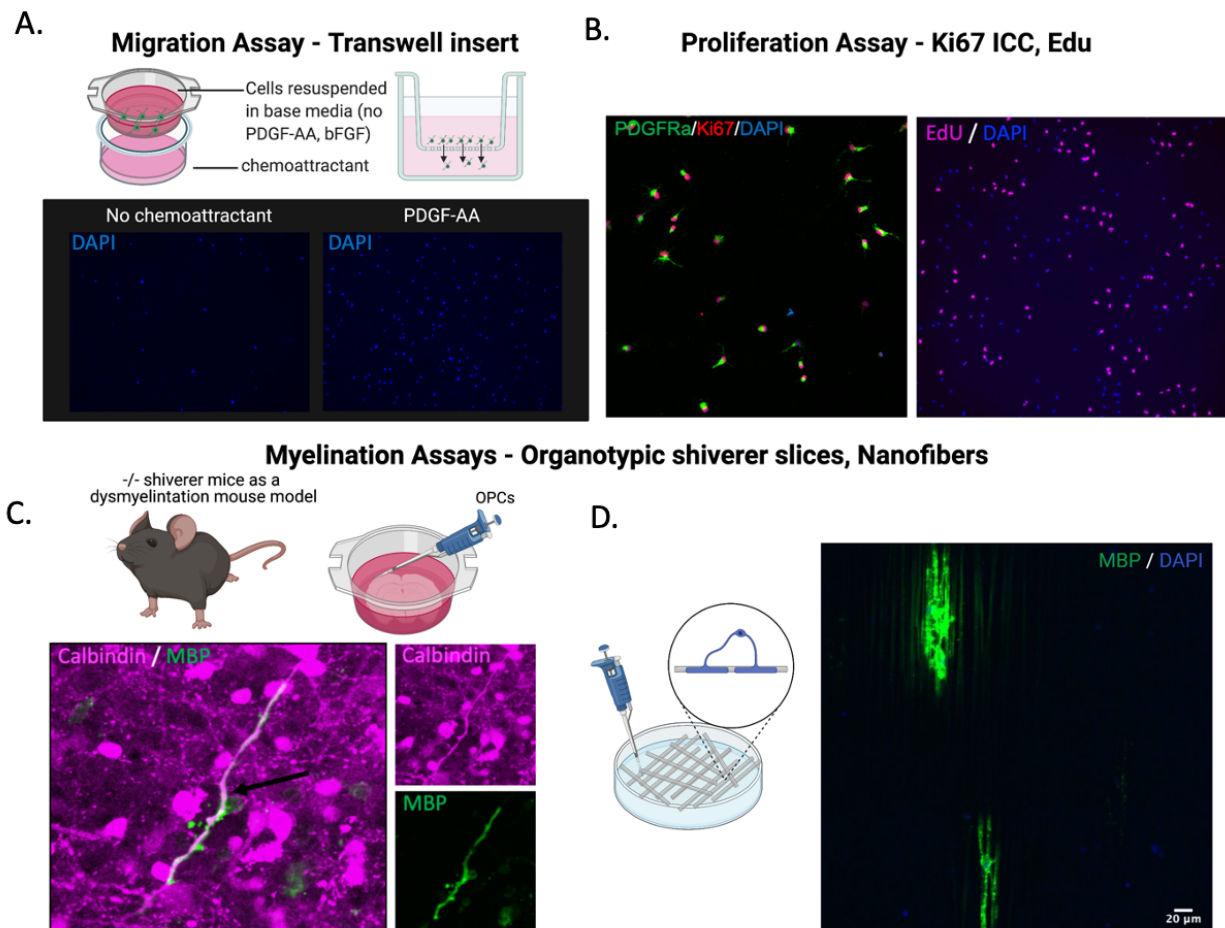 A.
Migration Assay - Transwell insert
Cells resuspended
in base media (no
PDGF-AA, bFGF)
chemoattractant
No chemoattractant
PDGF-AA
DAPI
DAPI
B.
Proliferation Assay - Ki67 ICC, Edu
PDGFRa/Ki67/DAPI
EdU / DAPI
Myelination Assays - Organotypic shiverer slices, Nanofibers
C.
-/- shiverer mice as a
dysmyelintation mouse model
OPCs
Calbindin / MBP
Calbindin
MBP
D.
MBP / DAPI
20 µm